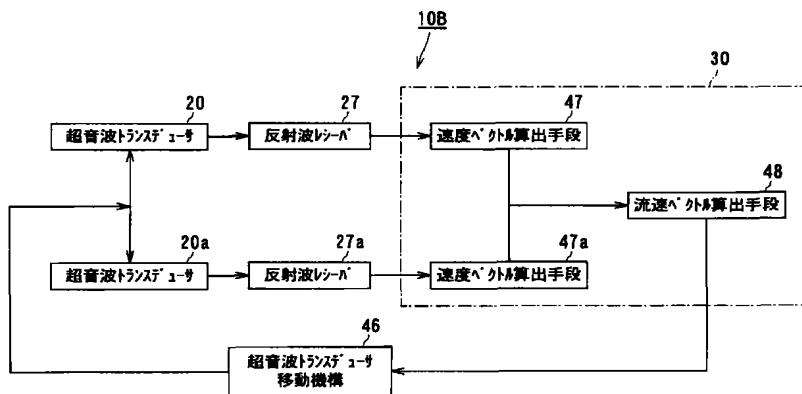 10B
30
20
27
47
超音波トランスデューサ
反射波レシーバ
速度ベクトル算出手段
48
流速ベクトル算出手段
20a
27a
47a
超音波トランスデューサ
反射波レシーバ
速度ベクトル算出手段
46
超音波トランスデューサ
移動機構